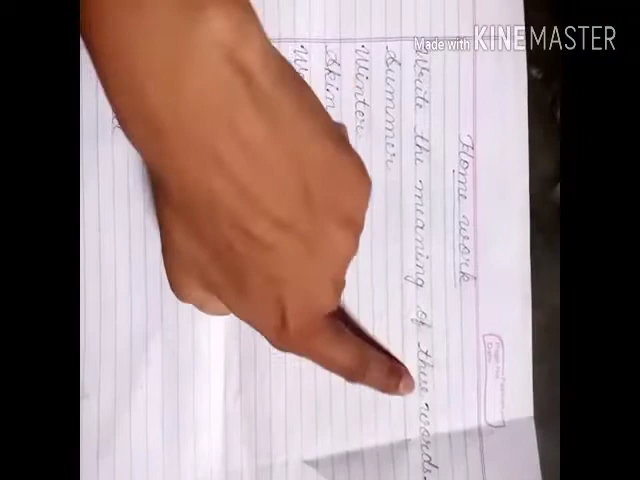 Made with KINEMASTER
Home work
Write the meaning of these words.
Summer
Winter
Skin